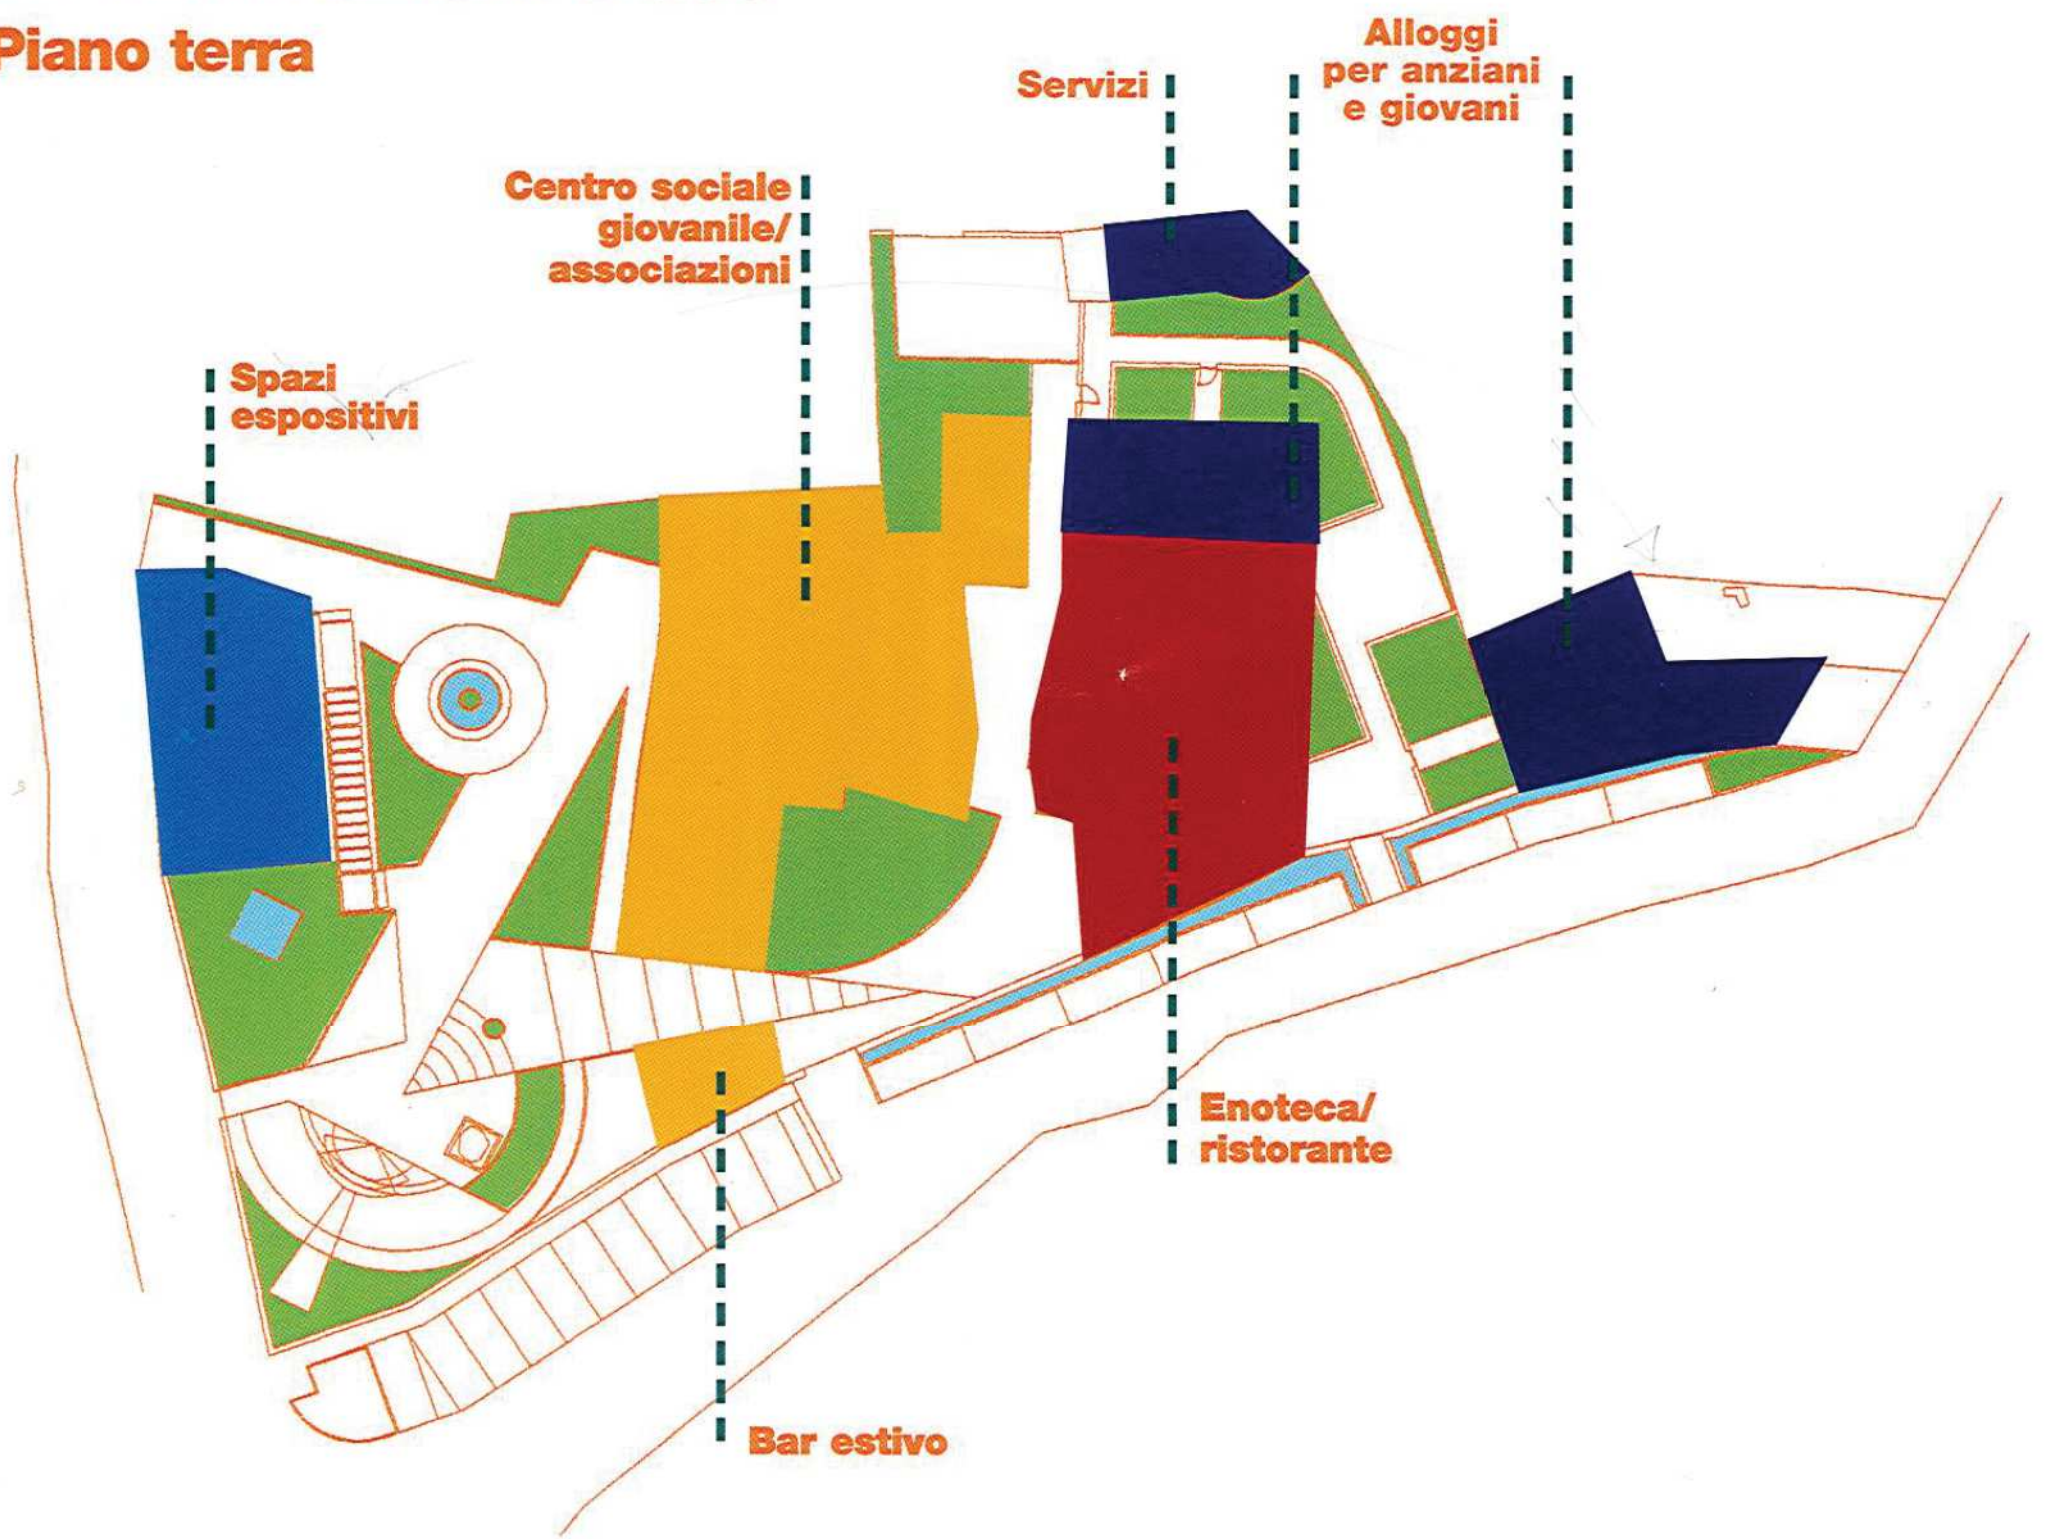 Piano terra
Alloggi
per anziani
e giovani
Servizi
Centro sociale
giovanile/
associazioni
Spazi
espositivi
Enoteca/
ristorante
Bar estivo